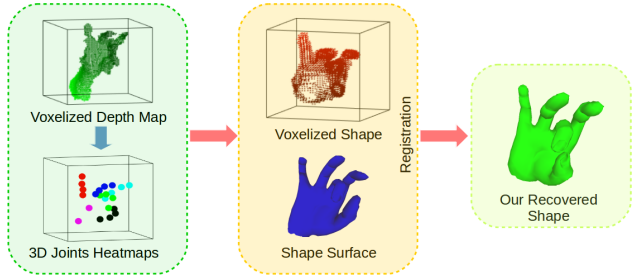 Voxelized Depth Map
3D Joints Heatmaps
Voxelized Shape
Shape Surface
Registration
Our Recovered
Shape